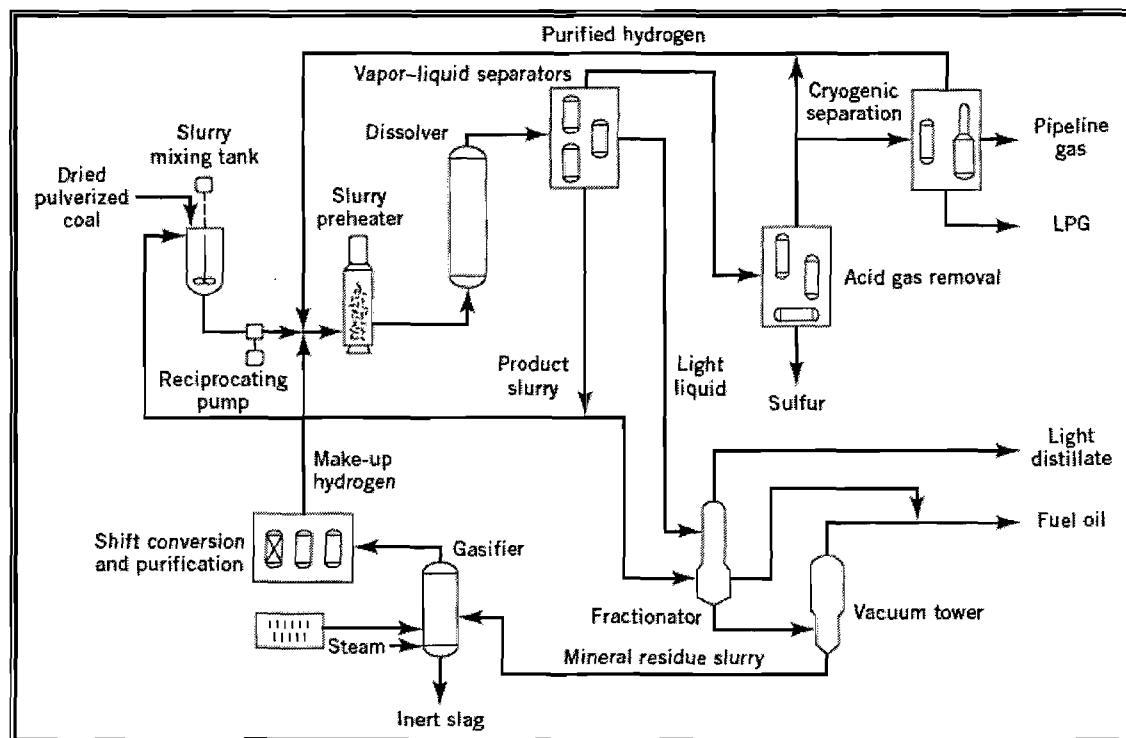 Purified hydrogen
Vapor–liquid separators
Cryogenic
separation
Slurry
mixing tank
Dissolver
Pipeline
gas
Dried
pulverized
coal
Slurry
preheater
LPG
Acid gas removal
Product
slurry
Light
liquid
Reciprocating
pump
Sulfur
Light
distillate
Make-up
hydrogen
Fuel oil
Shift conversion
and purification
Gasifier
Fractionator
Vacuum tower
Steam
Mineral residue slurry
Inert slag